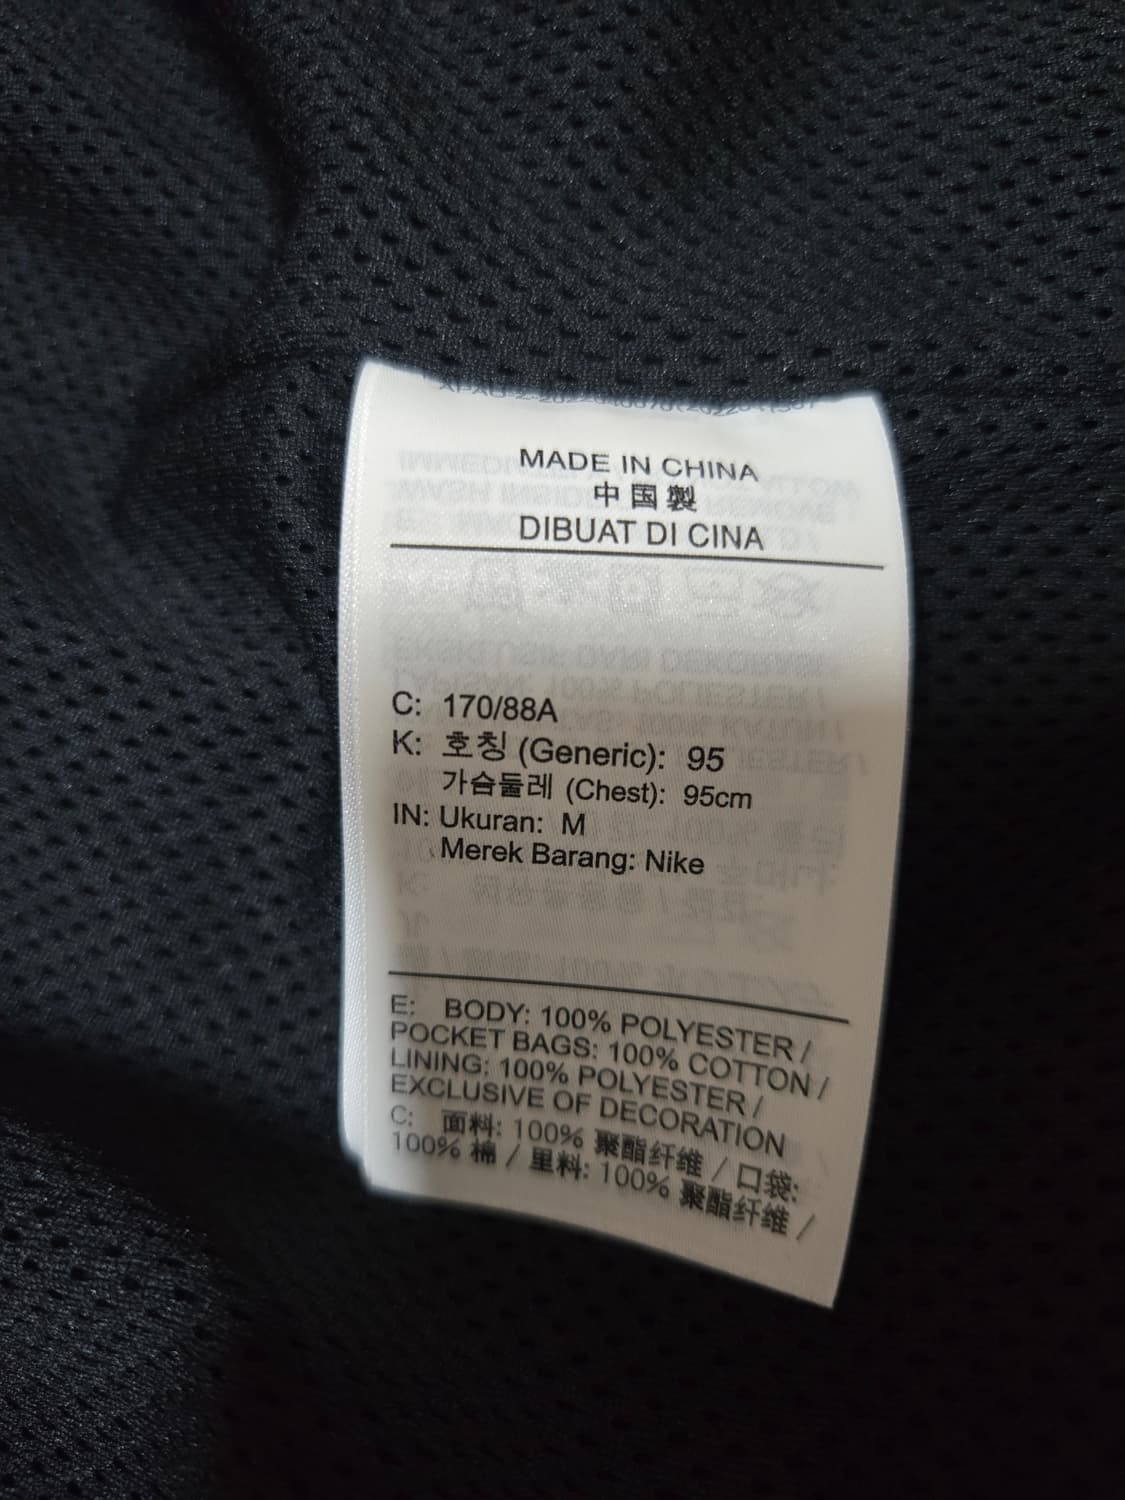 MADE IN CHINA
中国製
DIBUAT DI CINA
C: 170/88A
K: 호칭 (Generic): 95
가슴둘레 (Chest): 95cm
IN: Ukuran: M
Merek Barang: Nike
E: BODY: 100% POLYESTER /
POCKET BAGS: 100% COTTON /
LINING: 100% POLYESTER /
EXCLUSIVE OF DECORATION
C: 面料: 100% 聚酯纤维 / 口袋:
100% 棉 / 里料: 100% 聚酯纤维 /